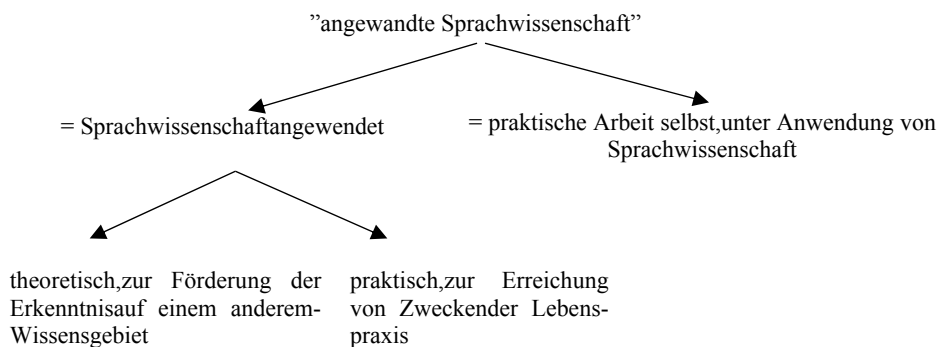 ”angewandte Sprachwissenschaft”
= Sprachwissenschaftangewendet
= praktische Arbeit selbst,unter Anwendung von
Sprachwissenschaft
theoretisch,zur Förderung der
Erkenntnisauf einem anderem-
Wissensgebiet
praktisch,zur Erreichung
von Zweckender Lebens-
praxis